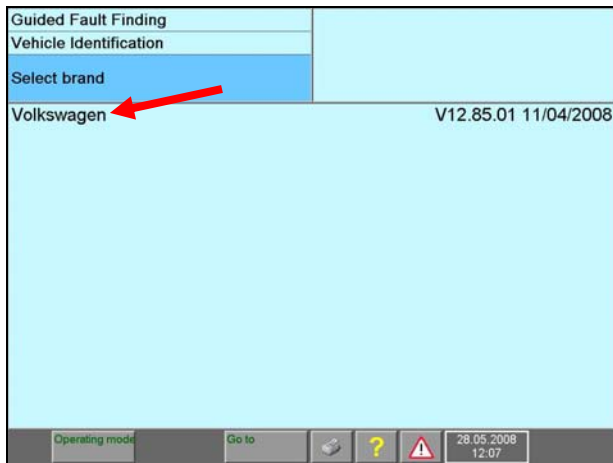 Guided Fault Finding
Vehicle Identification
Select brand
Volkswagen V12.85.01 11/04/2008
Operating mode Go to ? ! 28.05.2008
12:07